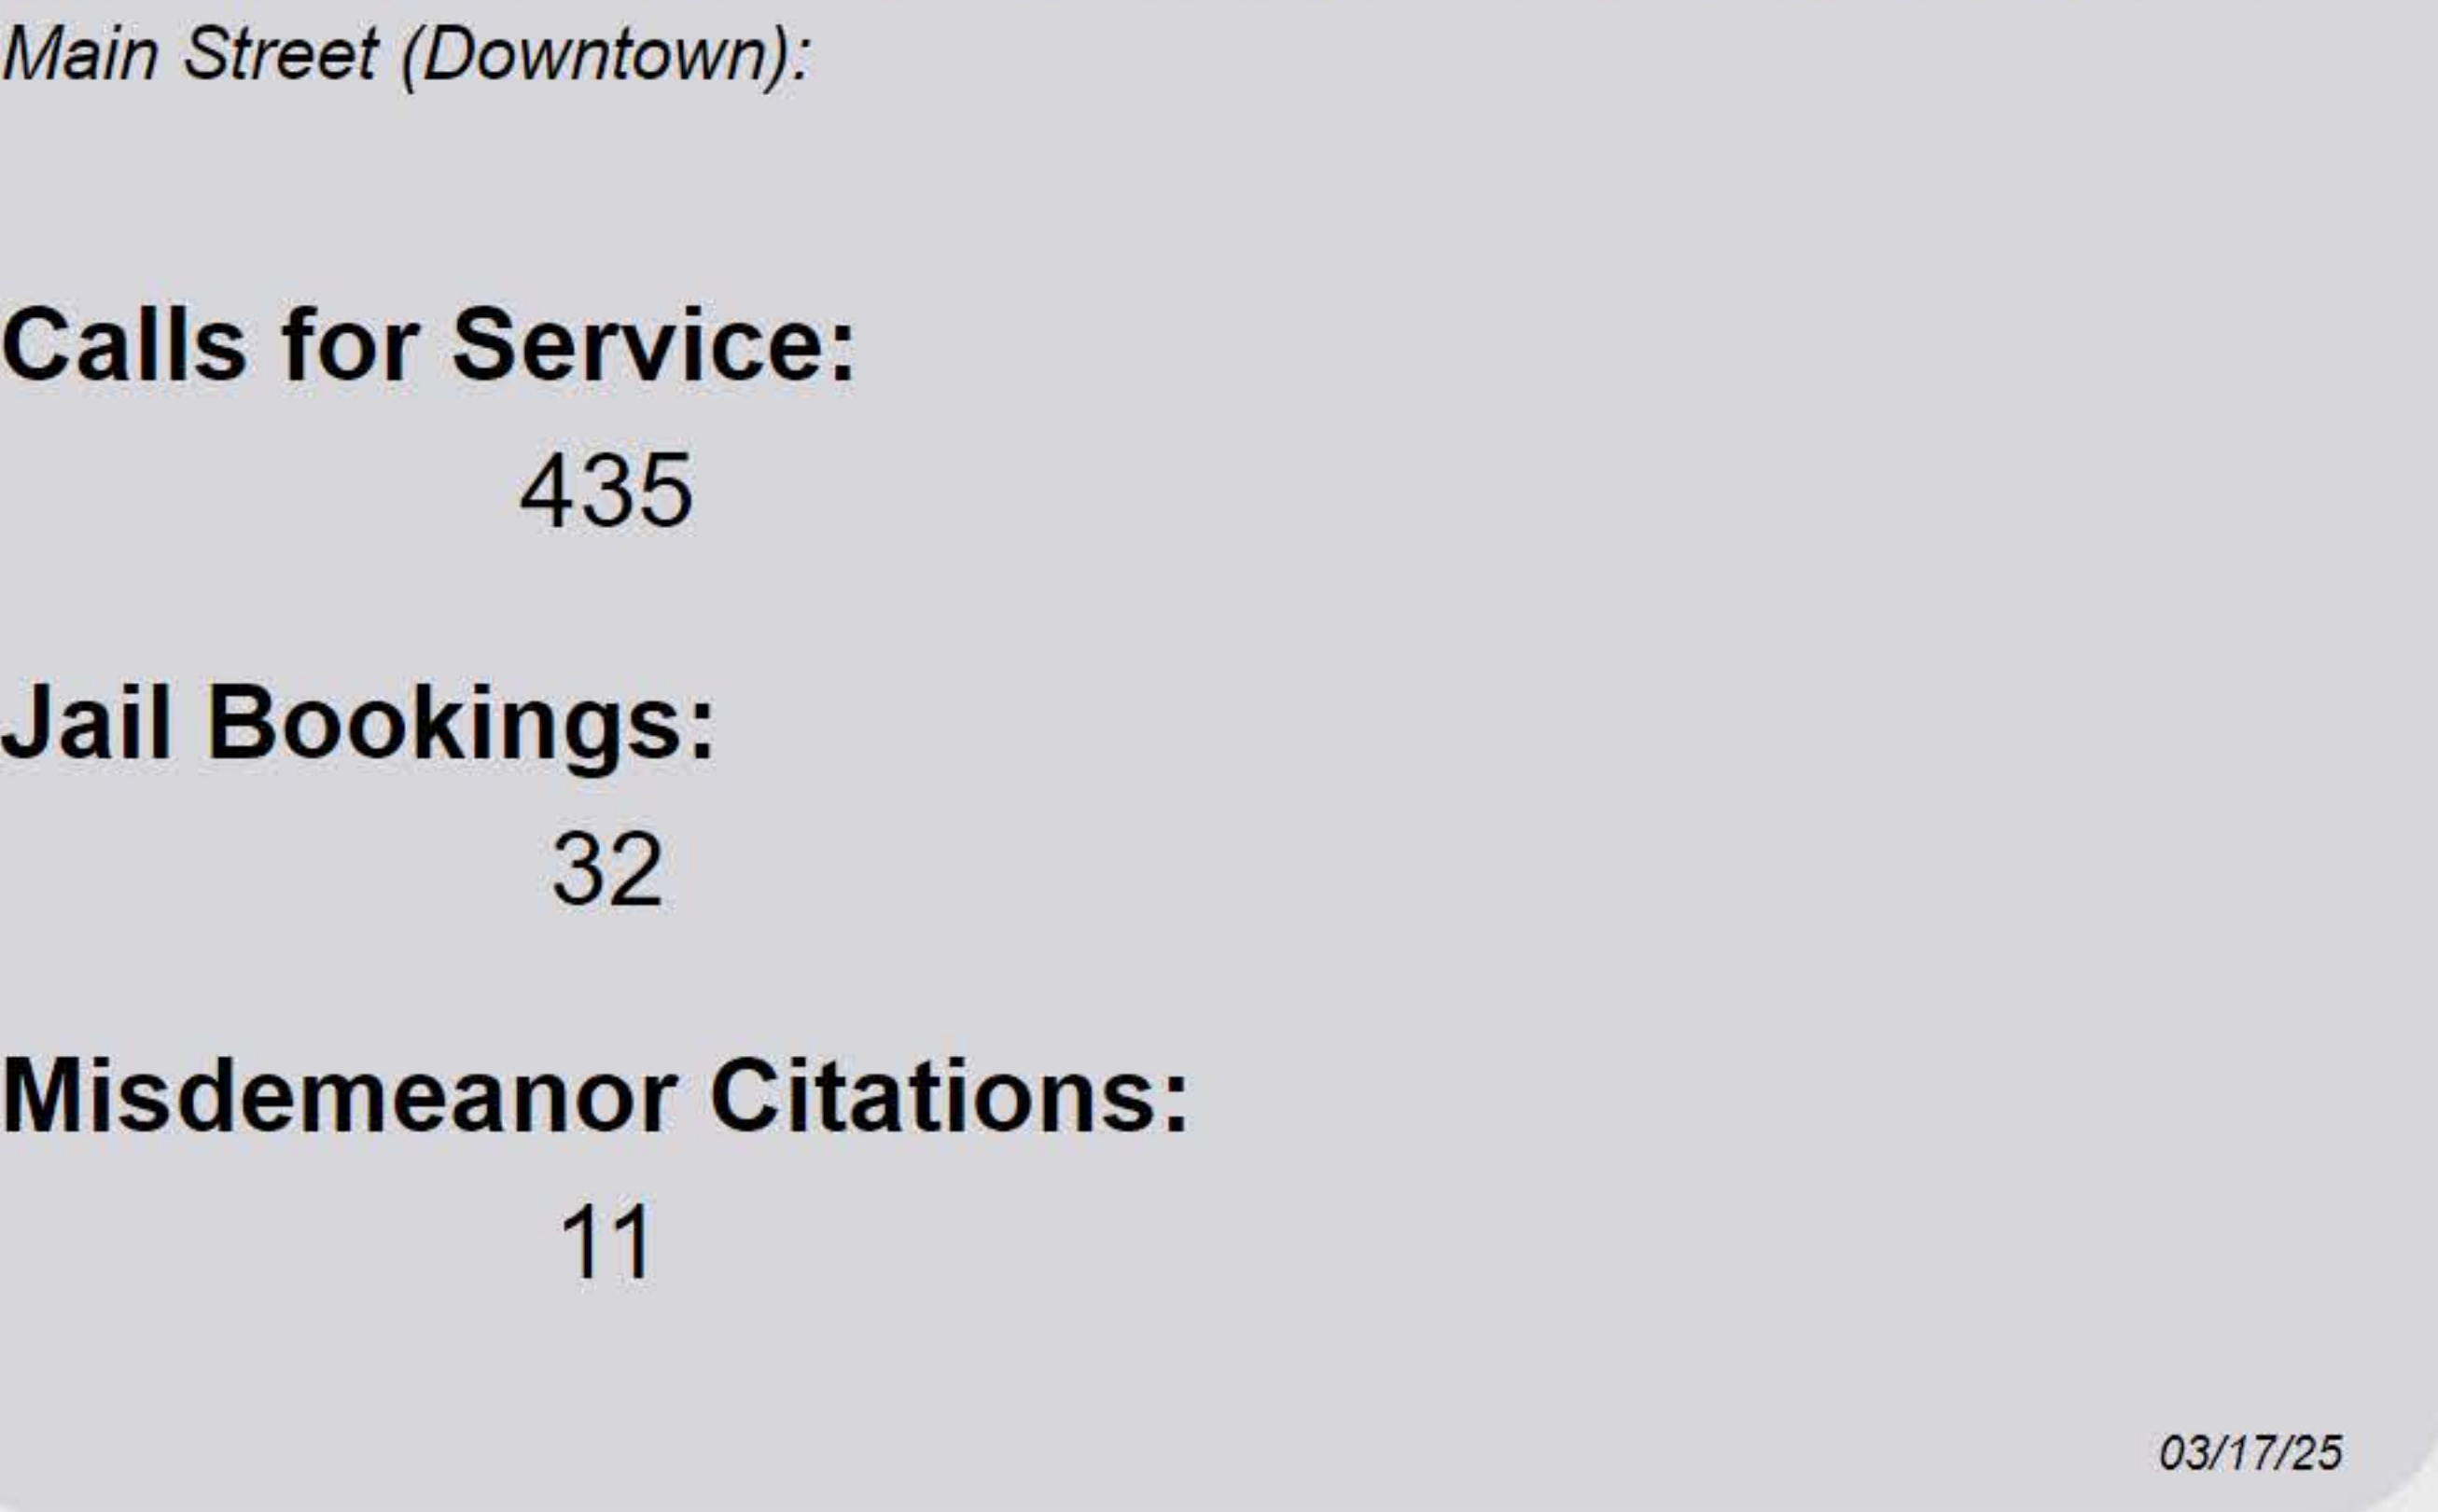 Main Street (Downtown):
Calls for Service:
435
Jail Bookings:
32
Misdemeanor Citations:
11
03/17/25